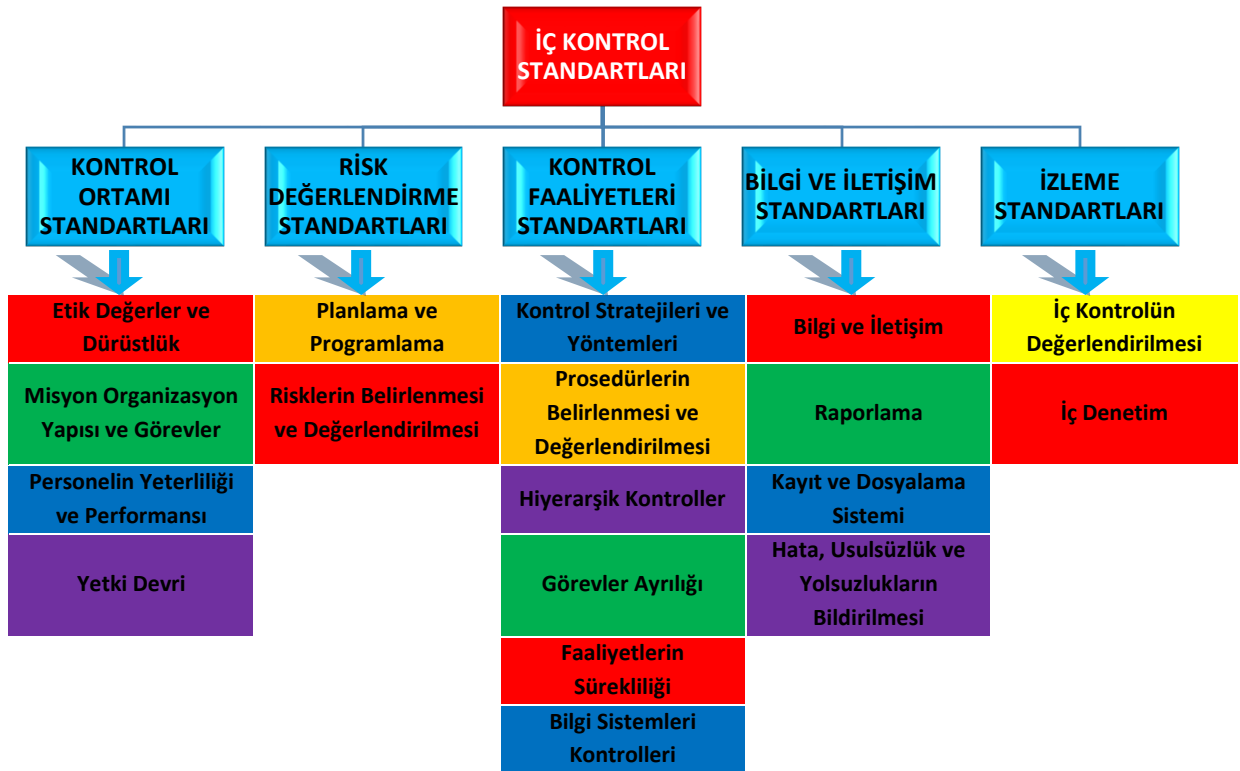 İÇ KONTROL
STANDARTLARI
KONTROL
ORTAMI
STANDARTLARI
RİSK
DEĞERLENDİRME
STANDARTLARI
KONTROL
FAALİYETLERİ
STANDARTLARI
BİLGİ VE İLETİŞİM
STANDARTLARI
İZLEME
STANDARTLARI
Etik Değerler ve
Dürüstlük
Misyon Organizasyon
Yapısı ve Görevler
Personelin Yeterliliği
ve Performansı
Yetki Devri
Planlama ve
Programlama
Risklerin Belirlenmesi
ve Değerlendirilmesi
Kontrol Stratejileri ve
Yöntemleri
Prosedürlerin
Belirlenmesi ve
Değerlendirilmesi
Hiyerarşik Kontroller
Görevler Ayrılığı
Faaliyetlerin
Sürekliliği
Bilgi Sistemleri
Kontrolleri
Bilgi ve İletişim
Raporlama
Kayıt ve Dosyalama
Sistemi
Hata, Usulsüzlük ve
Yolsuzlukların
Bildirilmesi
İç Kontrolün
Değerlendirilmesi
İç Denetim